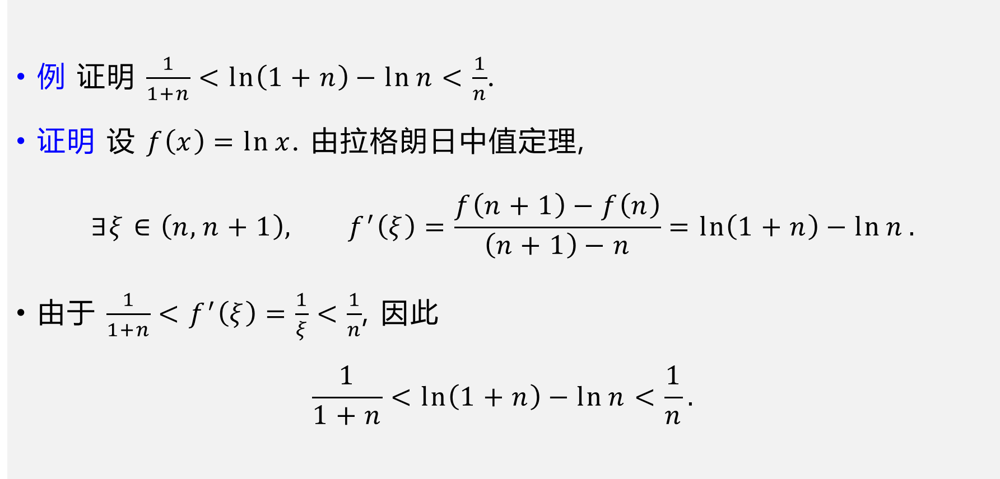 • 例 证明 $\frac{1}{1+n} < \ln(1+n) - \ln n < \frac{1}{n}$.
• 证明 设 $f(x) = \ln x$. 由拉格朗日中值定理,
$\exists \xi \in (n, n+1), \quad f'(\xi) = \frac{f(n+1) - f(n)}{(n+1) - n} = \ln(1+n) - \ln n.$
• 由于 $\frac{1}{1+n} < f'(\xi) = \frac{1}{\xi} < \frac{1}{n}$, 因此
$\frac{1}{1+n} < \ln(1+n) - \ln n < \frac{1}{n}.$